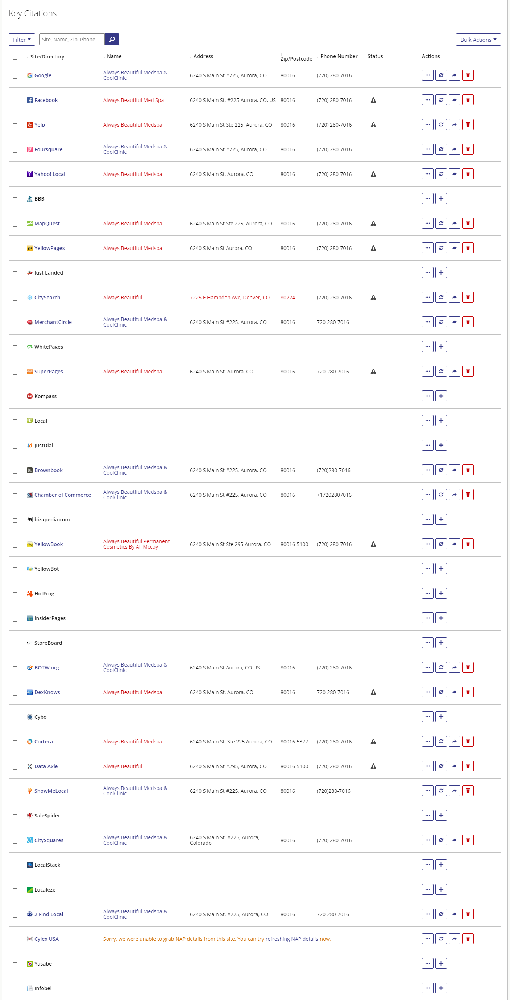 Key Citations
Filter Site, Name, Zip, Phone Bulk Actions
Site/Directory Name Address Zip/Postcode Phone Number Status Actions
Google Always Beautiful Medspa & CoolClinic 6240 S Main St #225, Aurora, CO 80016 (720) 280-7016
Facebook Always Beautiful Med Spa 6240 S Main St, #225 Aurora, CO, US 80016 (720) 280-7016
Yelp Always Beautiful Medspa 6240 S Main St Ste 225, Aurora, CO 80016 (720) 280-7016
Foursquare Always Beautiful Medspa & CoolClinic 6240 S Main St #225, Aurora, CO 80016 (720) 280-7016
Yahoo! Local Always Beautiful Medspa 6240 S Main St, Aurora, CO 80016 (720) 280-7016
BBB
MapQuest Always Beautiful Medspa 6240 S Main St Ste 225, Aurora, CO 80016 (720) 280-7016
YellowPages Always Beautiful Medspa 6240 S Main St Aurora, CO 80016 (720) 280-7016
Just Landed
CitySearch Always Beautiful 7225 E Hampden Ave, Denver, CO 80224 (720) 280-7016
MerchantCircle Always Beautiful Medspa & CoolClinic 6240 S Main St #225, Aurora, CO 80016 720-280-7016
WhitePages
SuperPages Always Beautiful Medspa 6240 S Main St, Aurora, CO 80016 720-280-7016
Kompass
Local
JustDial
Brownbook Always Beautiful Medspa & CoolClinic 6240 S Main St #225, Aurora, CO 80016 (720)280-7016
Chamber of Commerce Always Beautiful Medspa & CoolClinic 6240 S Main St #225, Aurora, CO 80016 +17202807016
bizapedia.com
YellowBook Always Beautiful Permanent Cosmetics By Ali Mccoy 6240 S Main St Ste 295 Aurora, CO 80016-5100 (720) 280-7016
YellowBot
HotFrog
InsiderPages
StoreBoard
BOTW.org Always Beautiful Medspa & CoolClinic 6240 S Main St Aurora, CO US 80016 (720) 280-7016
DexKnows Always Beautiful Medspa 6240 S Main St, Aurora, CO 80016 720-280-7016
Cybo
Cortera Always Beautiful Medspa 6240 S Main St, Ste 225 Aurora, CO 80016-5377 (720) 280-7016
Data Axle Always Beautiful 6240 S Main St #295, Aurora, CO 80016-5100 (720) 280-7016
ShowMeLocal Always Beautiful Medspa & CoolClinic 6240 S Main St #225, Aurora, CO 80016 (720)280-7016
SaleSpider
CitySquares Always Beautiful Medspa & CoolClinic 6240 S Main St, #225, Aurora, Colorado 80016 (720) 280-7016
LocalStack
Localeze
2 Find Local Always Beautiful Medspa & CoolClinic 6240 S Main St, #225, Aurora, CO 80016 720-280-7016
Cylex USA Sorry, we were unable to grab NAP details from this site. You can try refreshing NAP details now.
Yasabe
Infobel